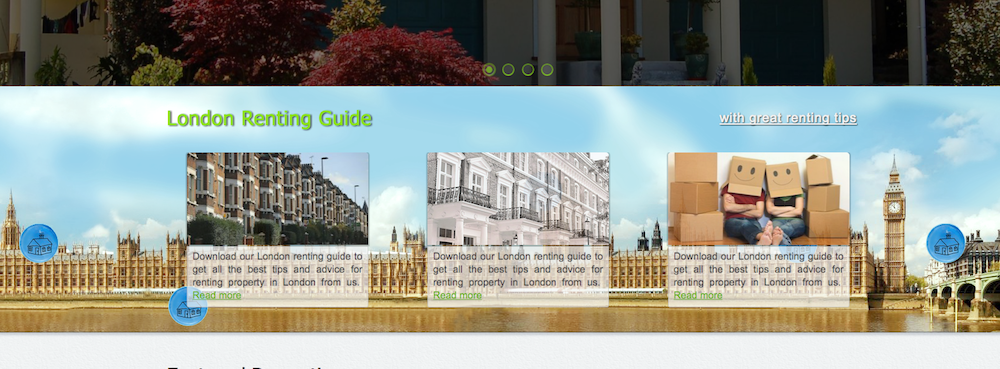 London Renting Guide
with great renting tips
Download our London renting guide to
get all the best tips and advice for
renting property in London from us.
Read more
Download our London renting guide to
get all the best tips and advice for
renting property in London from us.
Read more
Download our London renting guide to
get all the best tips and advice for
renting property in London from us.
Read more